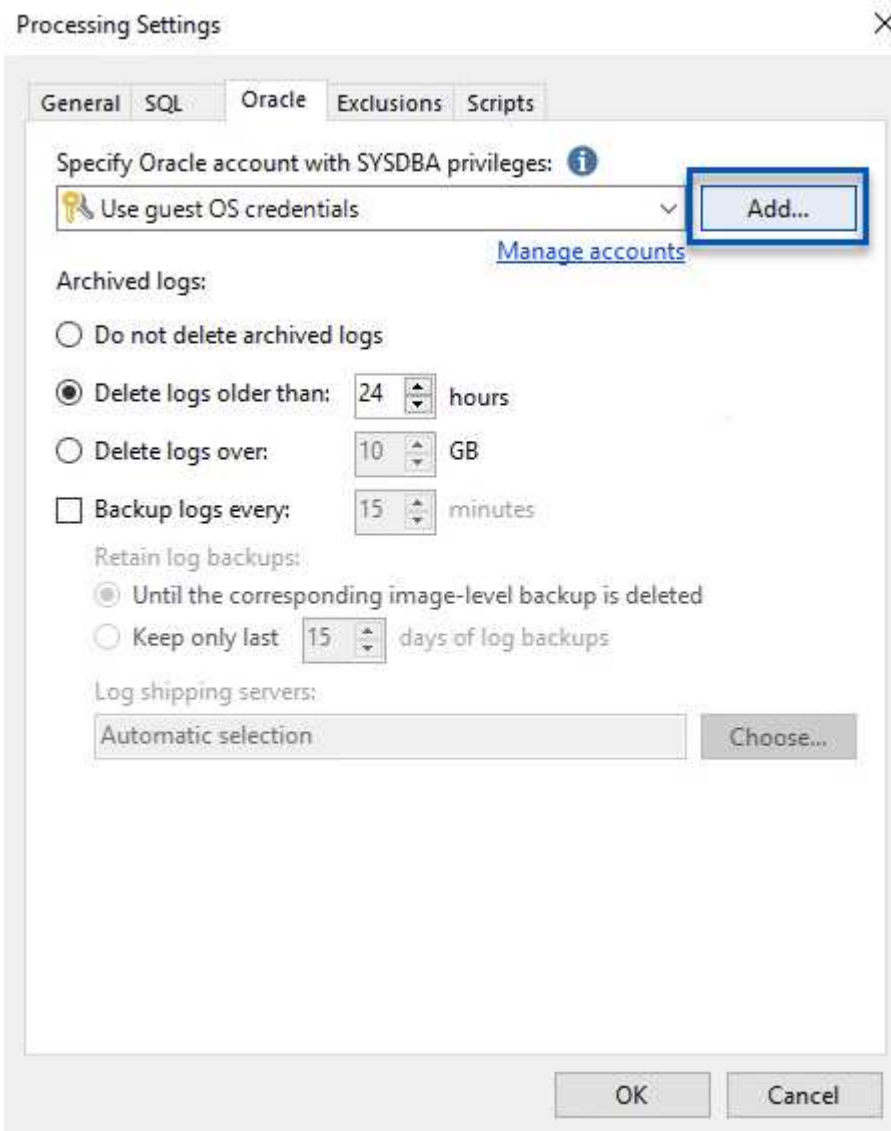 Processing Settings
General SQL Oracle Exclusions Scripts
Specify Oracle account with SYSDBA privileges:
Use guest OS credentials Add...
Manage accounts
Archived logs:
Do not delete archived logs
Delete logs older than: 24 hours
Delete logs over: 10 GB
Backup logs every: 15 minutes
Retain log backups:
Until the corresponding image-level backup is deleted
Keep only last 15 days of log backups
Log shipping servers:
Automatic selection Choose...
OK Cancel